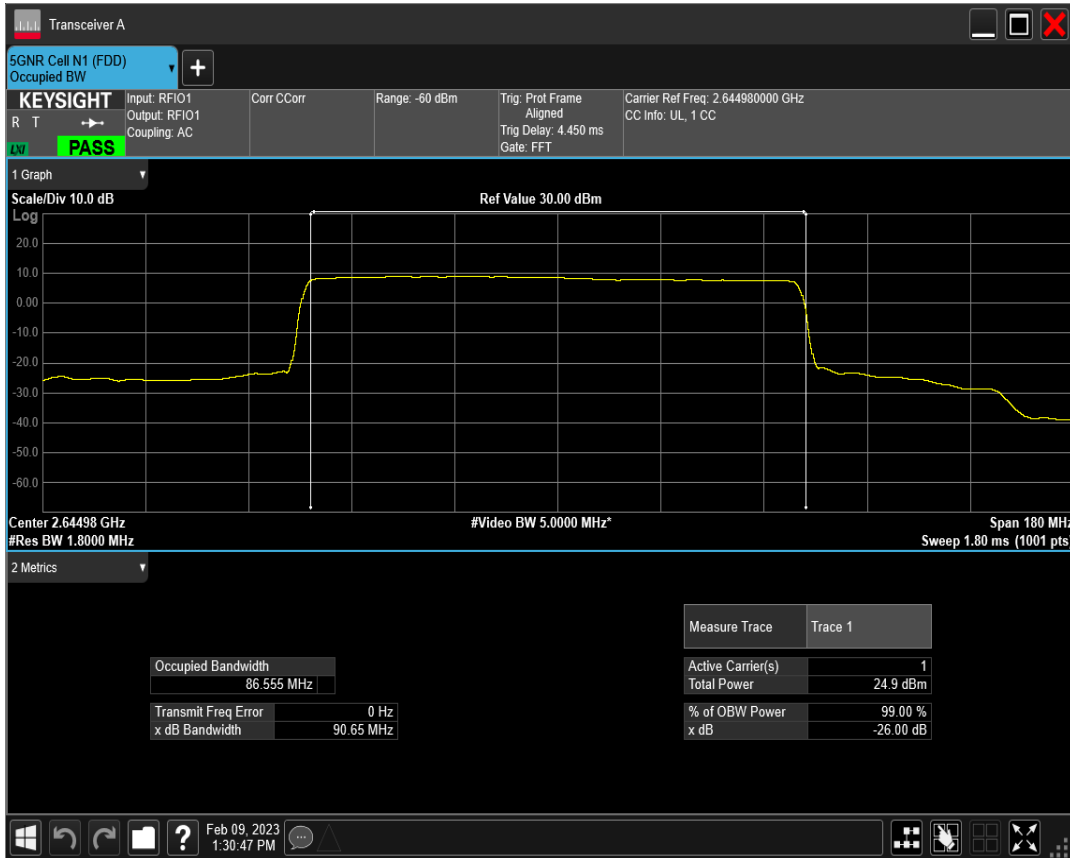 Transceiver A
5GNR Cell N1 (FDD)
Occupied BW
+
KEYSIGHT
R T
LXI
PASS
Input: RFIO1
Output: RFIO1
Coupling: AC
Corr CCorr
Range: -60 dBm
Trig: Prot Frame
Aligned
Trig Delay: 4.450 ms
Gate: FFT
Carrier Ref Freq: 2.644980000 GHz
CC Info: UL, 1 CC
1 Graph
Scale/Div 10.0 dB
Ref Value 30.00 dBm
Log
20.0
10.0
0.00
-10.0
-20.0
-30.0
-40.0
-50.0
-60.0
Center 2.64498 GHz
#Video BW 5.0000 MHz*
Span 180 MHz
#Res BW 1.8000 MHz
Sweep 1.80 ms (1001 pts)
2 Metrics
Measure Trace Trace 1
Occupied Bandwidth
86.555 MHz
Active Carrier(s) 1
Total Power 24.9 dBm
Transmit Freq Error 0 Hz
x dB Bandwidth 90.65 MHz
% of OBW Power 99.00 %
x dB -26.00 dB
?
Feb 09, 2023
1:30:47 PM